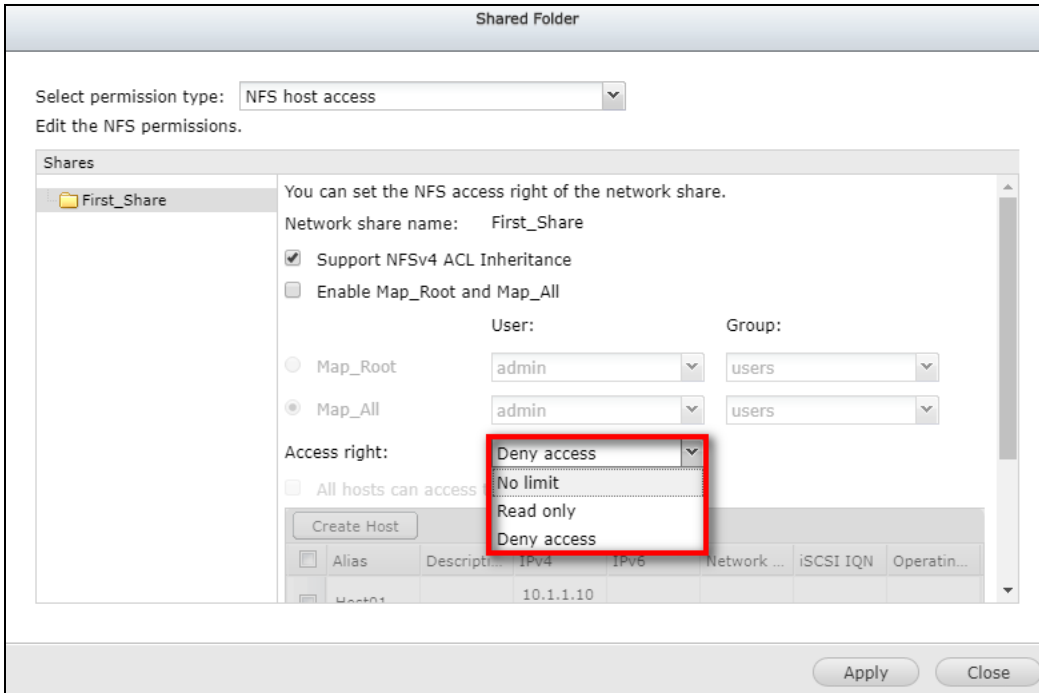 Shared Folder
Select permission type: NFS host access
Edit the NFS permissions.
Shares
First_Share
You can set the NFS access right of the network share.
Network share name: First_Share
Support NFSv4 ACL Inheritance
Enable Map_Root and Map_All
User: Group:
Map_Root admin users
Map_All admin users
Access right: Deny access
No limit
All hosts can access
Read only
Deny access
Create Host
Alias Descripti... IPv4 IPv6 Network ... iSCSI IQN Operatin...
Host01 10.1.1.10
Apply Close